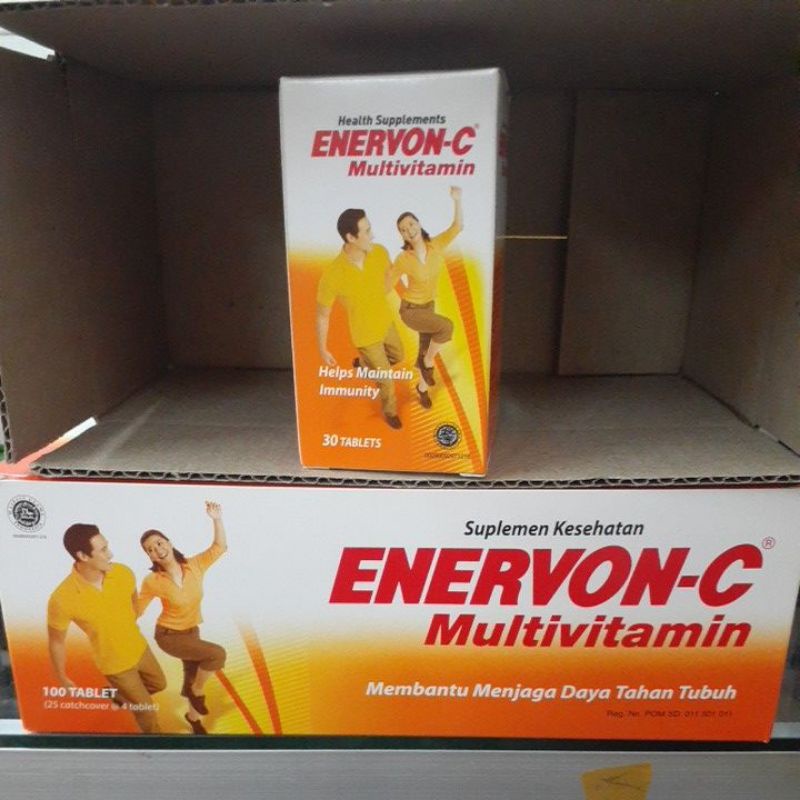 Health Supplements
ENERVON-C®
Multivitamin
Helps Maintain
Immunity
30 TABLETS
Suplemen Kesehatan
ENERVON-C®
Multivitamin
100 TABLET
(25 catchcover @ 4 tablet)
Membantu Menjaga Daya Tahan Tubuh